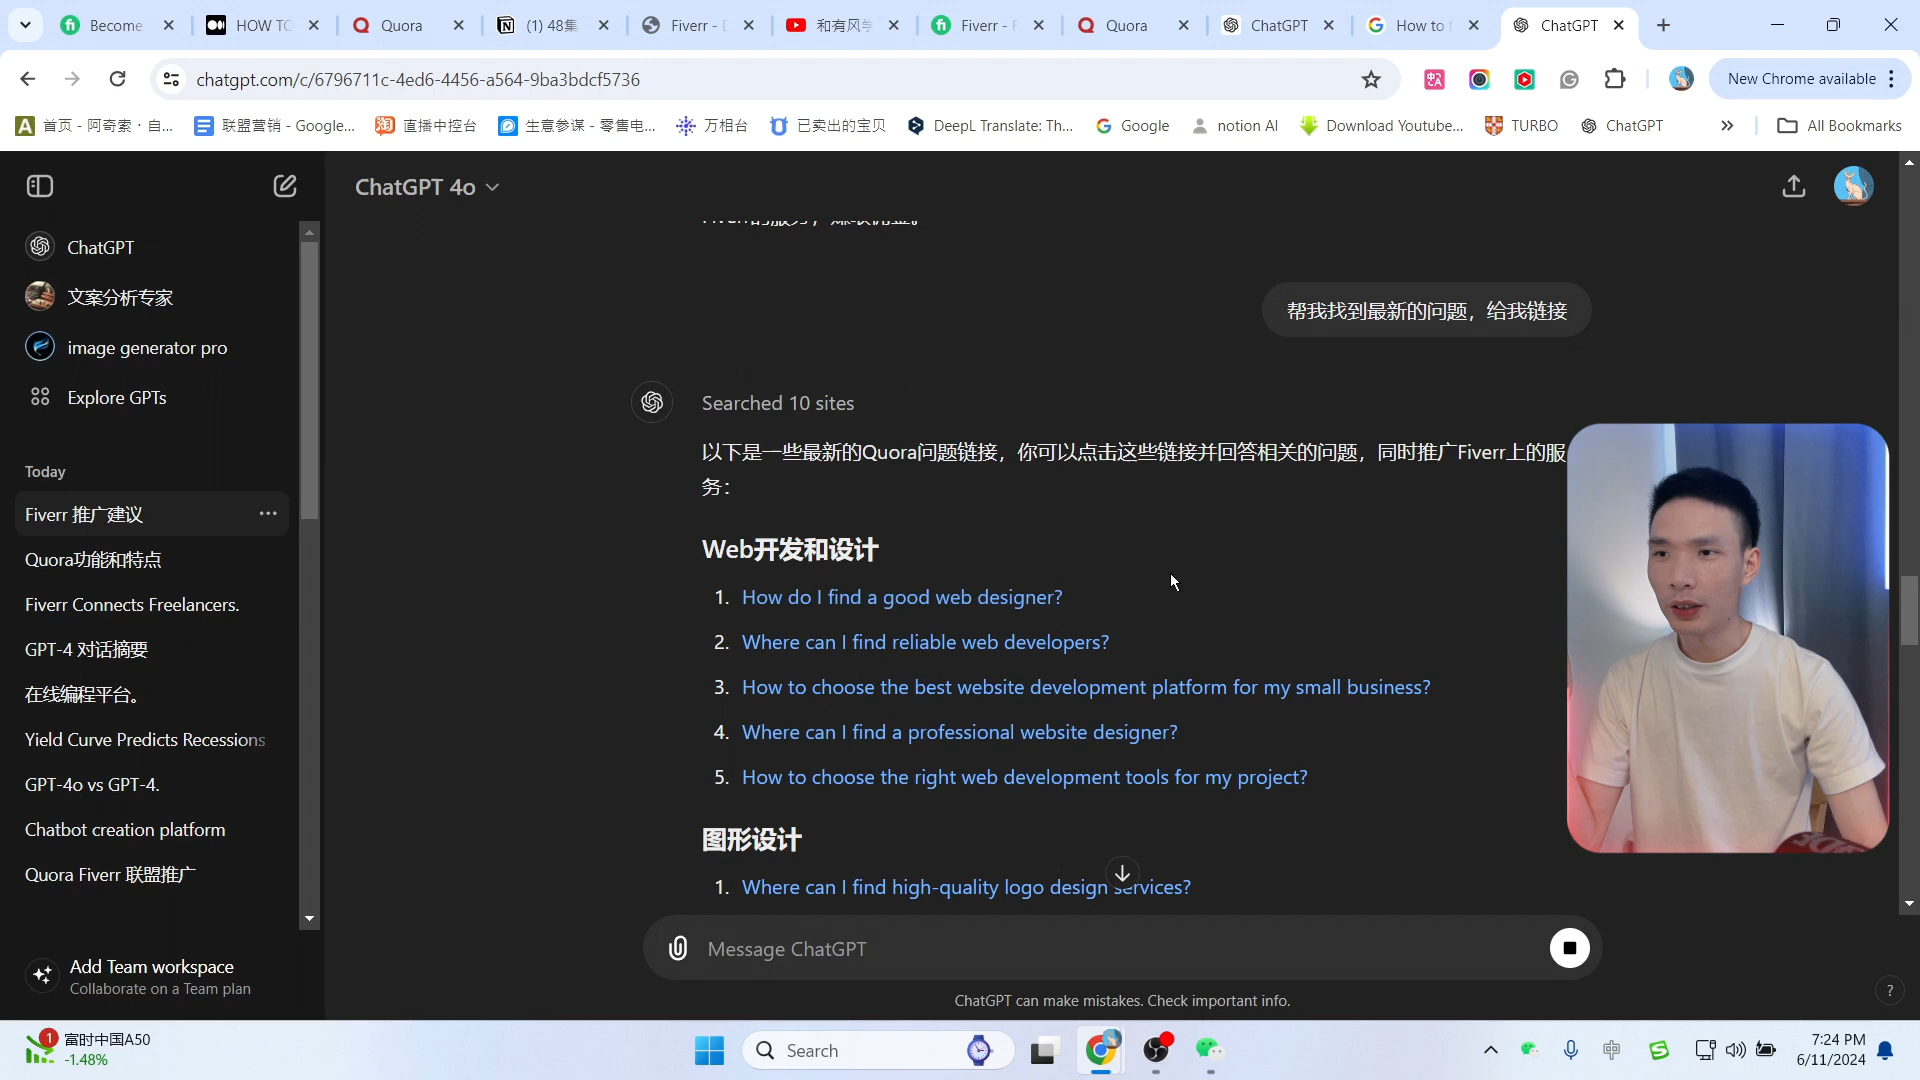 Become
HOW TO
Quora
(1) 48集
Fiverr -
和有风
Fiverr -
Quora
ChatGPT
How to
ChatGPT
chatgpt.com/c/6796711c-4ed6-4456-a564-9ba3bdcf5736
New Chrome available
首页 - 阿奇索 · 自...
联盟营销 - Google...
直播中控台
生意参谋 - 零售电...
万相台
已卖出的宝贝
DeepL Translate: Th...
Google
notion AI
Download Youtube...
TURBO
ChatGPT
All Bookmarks
ChatGPT 4o
ChatGPT
文案分析专家
image generator pro
Explore GPTs
Today
Fiverr 推广建议
Quora功能和特点
Fiverr Connects Freelancers.
GPT-4 对话摘要
在线编程平台。
Yield Curve Predicts Recessions
GPT-4o vs GPT-4.
Chatbot creation platform
Quora Fiverr 联盟推广
Add Team workspace
Collaborate on a Team plan
帮我找到最新的问题，给我链接
Searched 10 sites
以下是一些最新的Quora问题链接，你可以点击这些链接并回答相关的问题，同时推广Fiverr上的服
务：
Web开发和设计
1. How do I find a good web designer?
2. Where can I find reliable web developers?
3. How to choose the best website development platform for my small business?
4. Where can I find a professional website designer?
5. How to choose the right web development tools for my project?
图形设计
1. Where can I find high-quality logo design services?
Message ChatGPT
ChatGPT can make mistakes. Check important info.
?
1
富时中国A50
-1.48%
Search
中
7:24 PM
6/11/2024